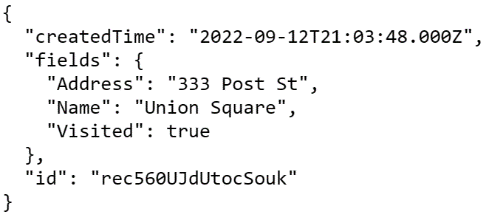 {
  "createdTime": "2022-09-12T21:03:48.000Z",
  "fields": {
    "Address": "333 Post St",
    "Name": "Union Square",
    "Visited": true
  },
  "id": "rec560UJdUtocSouk"
}